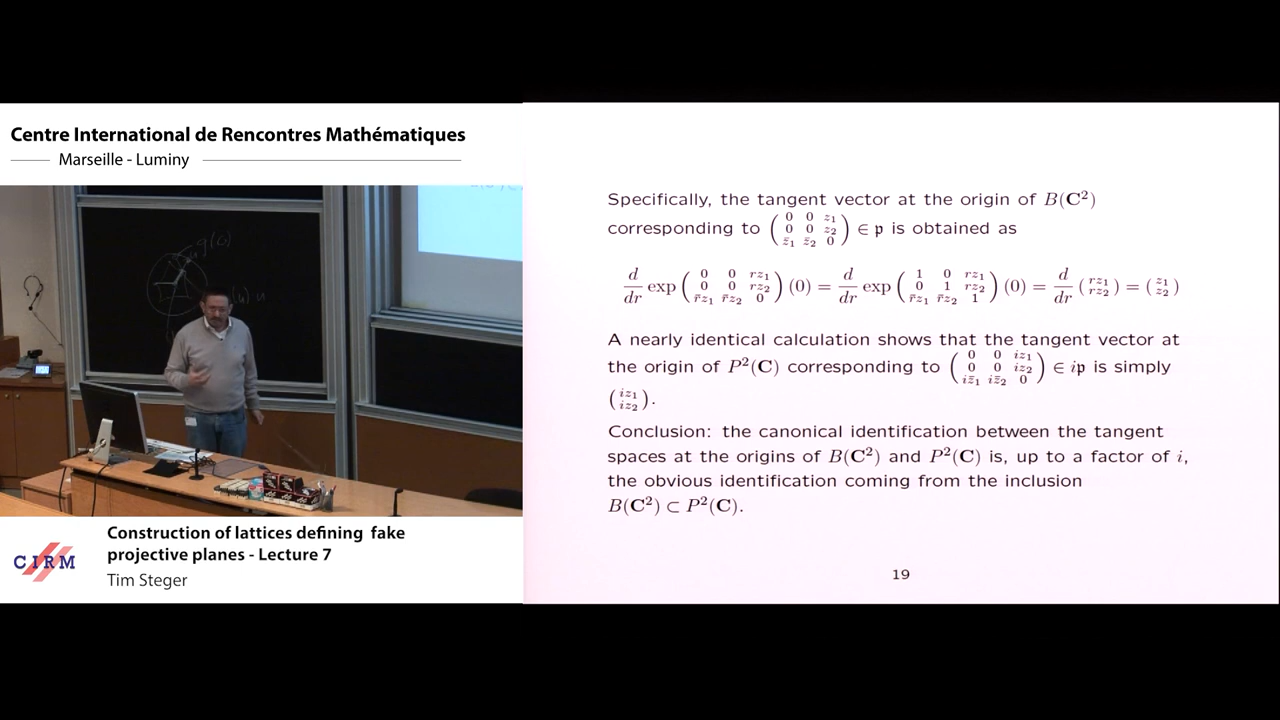 Centre International de Rencontres Mathématiques
Marseille - Luminy
g(0)
Specifically, the tangent vector at the origin of B(C²)
corresponding to (0 0 z₁; 0 0 z₂; z̄₁ z̄₂ 0) ∈ 𝔭 is obtained as
d/dr exp (0 0 rz₁; 0 0 rz₂; r̄z₁ r̄z₂ 0) (0) = d/dr exp (1 0 rz₁; 0 1 rz₂; r̄z₁ r̄z₂ 1) (0) = d/dr (rz₁; rz₂) = (z₁; z₂)
A nearly identical calculation shows that the tangent vector at
the origin of P²(C) corresponding to (0 0 iz₁; 0 0 iz₂; iz̄₁ iz̄₂ 0) ∈ i𝔭 is simply
(iz₁; iz₂).
Conclusion: the canonical identification between the tangent
spaces at the origins of B(C²) and P²(C) is, up to a factor of i,
the obvious identification coming from the inclusion
B(C²) ⊂ P²(C).
19
CIRM
Construction of lattices defining fake
projective planes - Lecture 7
Tim Steger